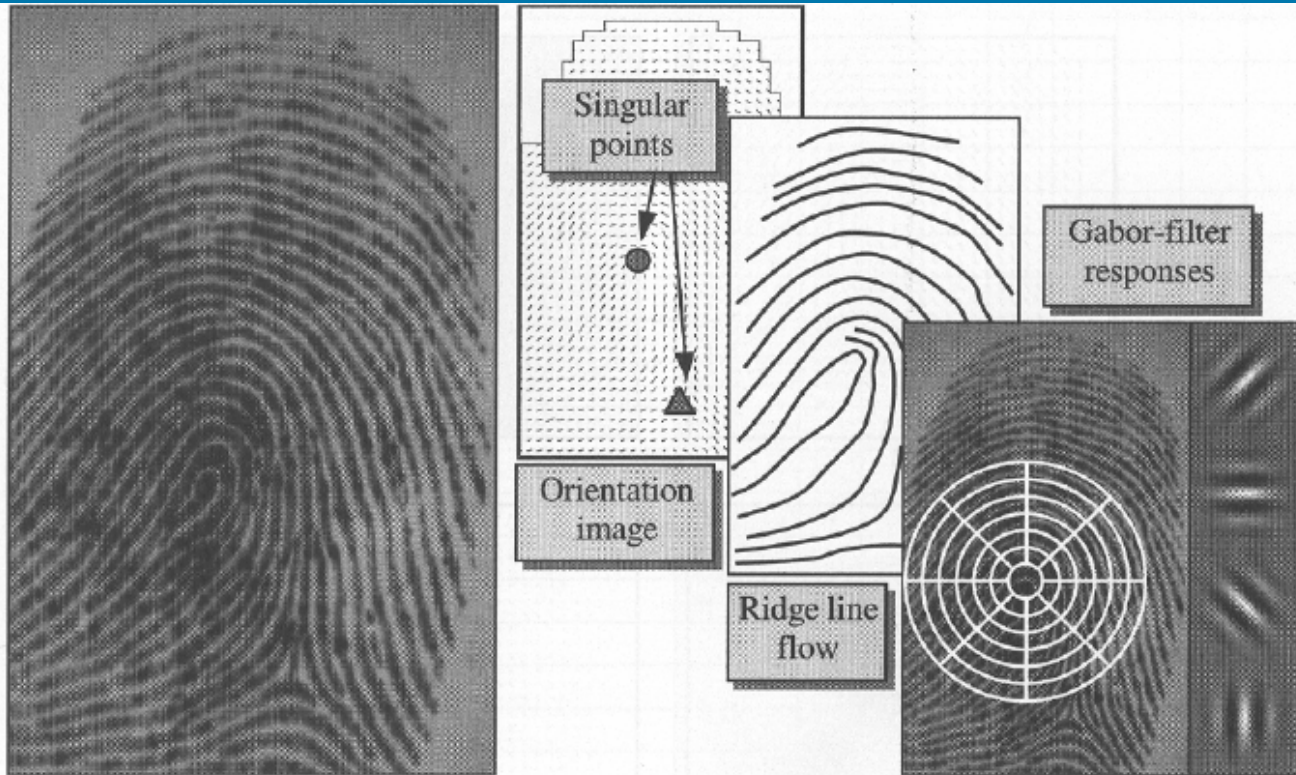 Singular
points
Gabor-filter
responses
Orientation
image
Ridge line
flow